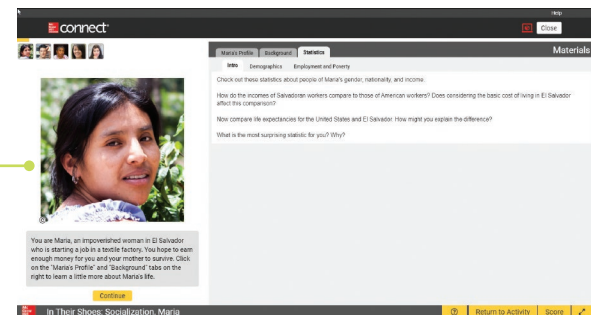 Help
connect
Close
Maria's Profile Background Statistics Materials
Intro Demographics Employment and Poverty
Check out these statistics about people of Maria's gender, nationality, and income.
How do the incomes of Salvadoran workers compare to those of American workers? Does considering the basic cost of living in El Salvador
affect this comparison?
Now compare life expectancies for the United States and El Salvador. How might you explain the difference?
What is the most surprising statistic for you? Why?
You are Maria, an impoverished woman in El Salvador
who is starting a job in a textile factory. You hope to earn
enough money for you and your mother to survive. Click
on the "Maria's Profile" and "Background" tabs on the
right to learn a little more about Maria's life.
Continue
In Their Shoes: Socialization, Maria
? Return to Activity Score